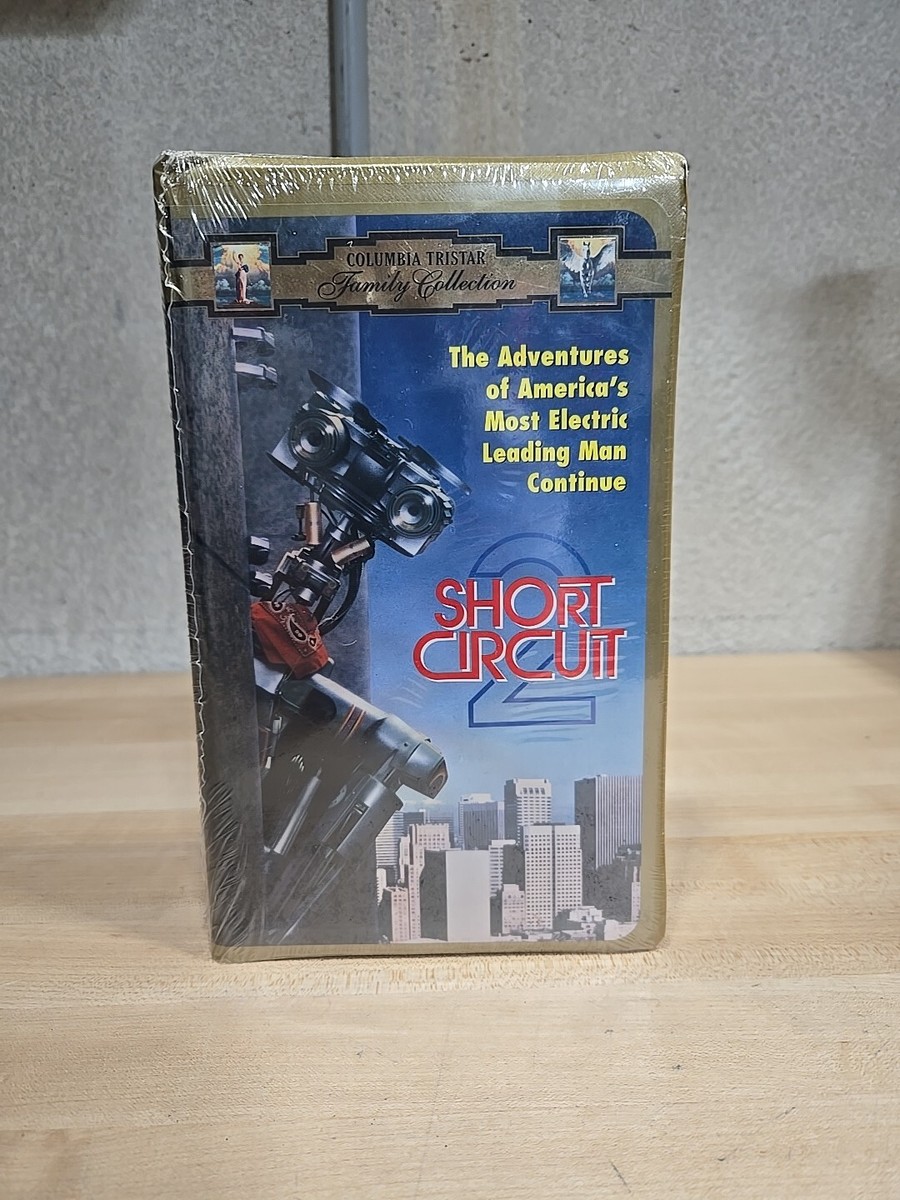 COLUMBIA TRISTAR
Family Collection
The Adventures
of America's
Most Electric
Leading Man
Continue
2
SHORT
CIRCUIT